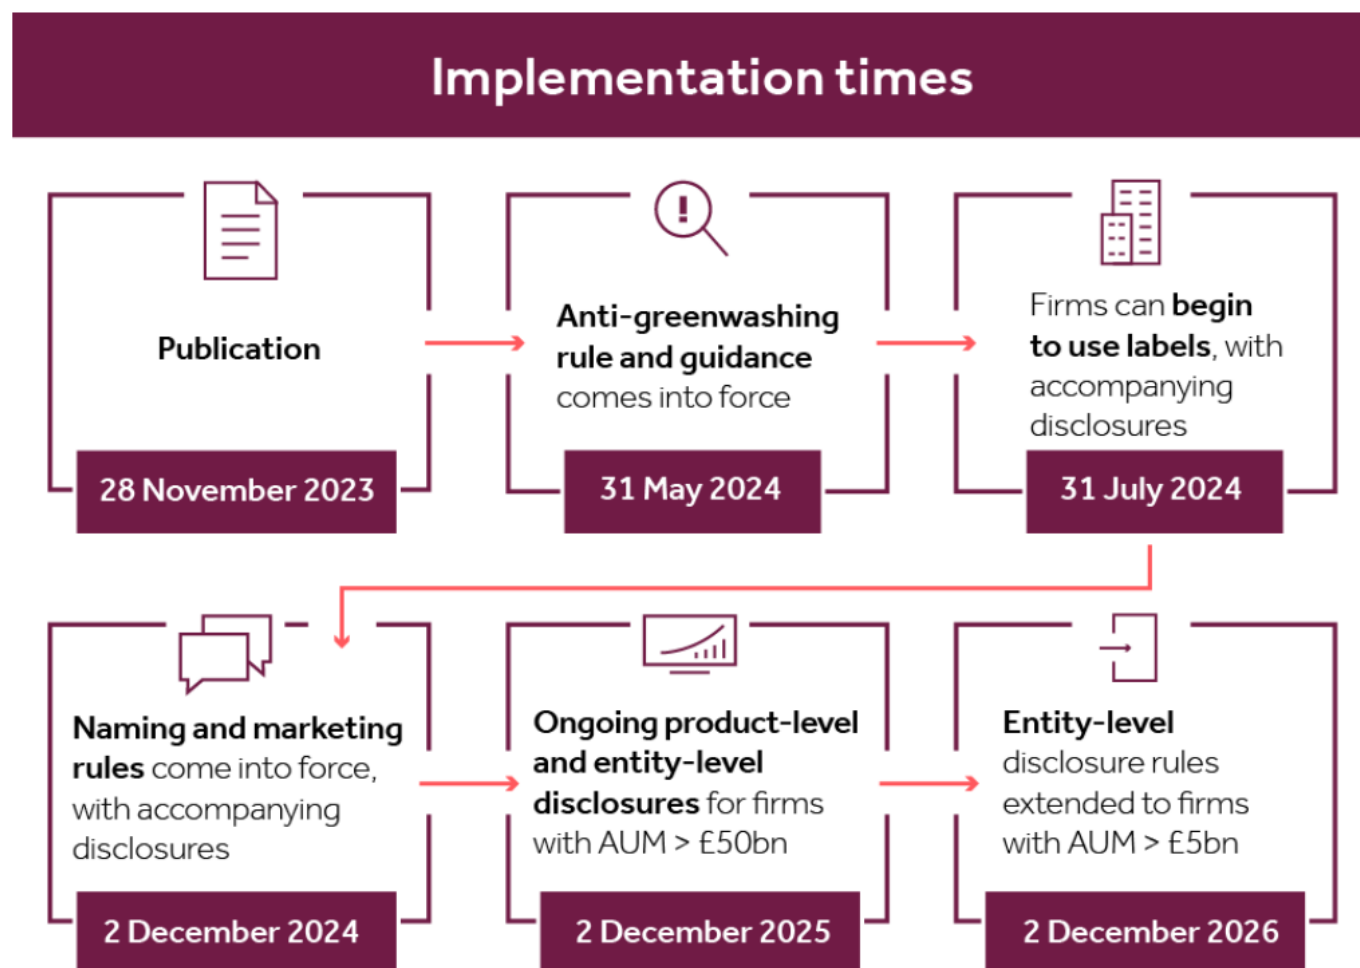 Implementation times
Publication
28 November 2023
Anti-greenwashing
rule and guidance
comes into force
31 May 2024
Firms can begin
to use labels, with
accompanying
disclosures
31 July 2024
Naming and marketing
rules come into force,
with accompanying
disclosures
2 December 2024
Ongoing product-level
and entity-level
disclosures for firms
with AUM > £50bn
2 December 2025
Entity-level
disclosure rules
extended to firms
with AUM > £5bn
2 December 2026